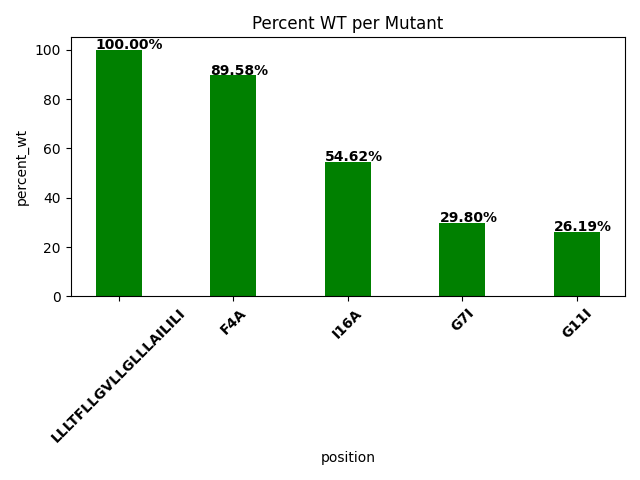 Percent WT per Mutant
100.00%
89.58%
54.62%
29.80%
26.19%
percent_wt
100
80
60
40
20
0
LLLTFLLGVLLGLLLAILILI
F4A
I16A
G7I
G11I
position